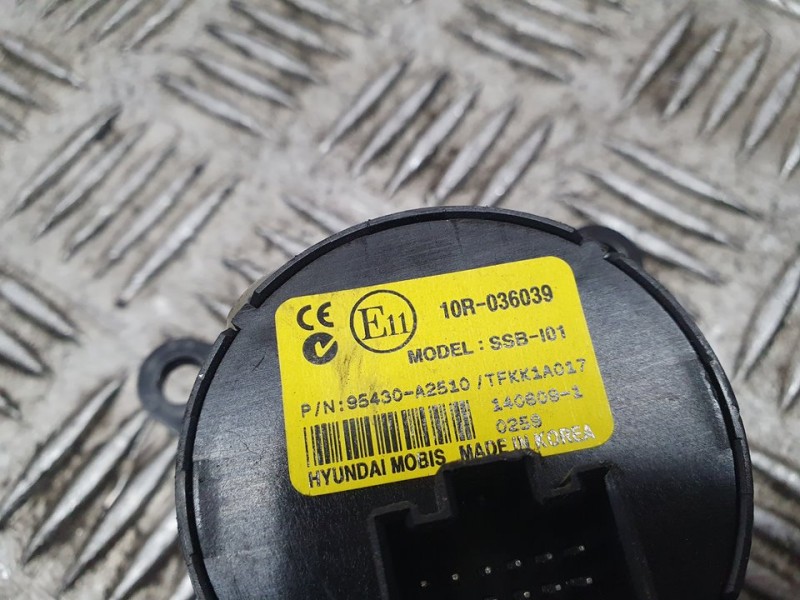 CE E11 10R-036039
MODEL : SSB-I01
P/N:95430-A2510/TFKK1A017
140609-1
0259
HYUNDAI MOBIS MADE IN KOREA